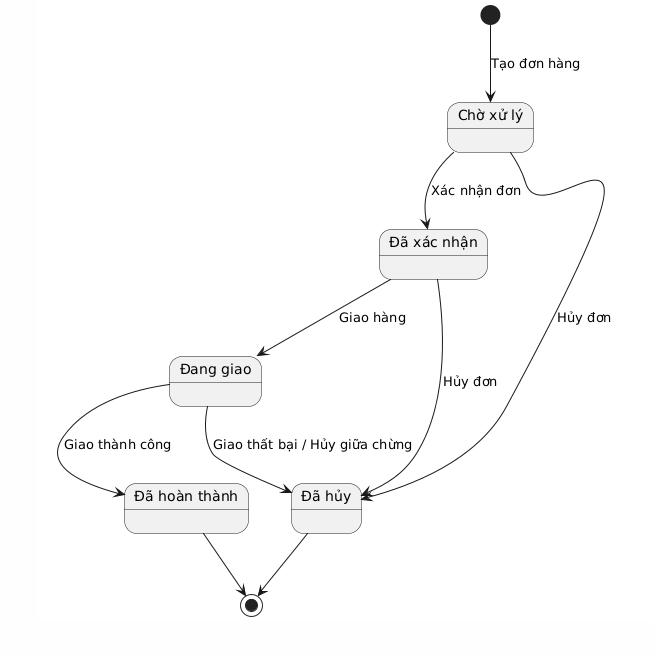 Tạo đơn hàng
Chờ xử lý
Xác nhận đơn
Đã xác nhận
Giao hàng
Hủy đơn
Đang giao
Hủy đơn
Giao thành công
Giao thất bại / Hủy giữa chừng
Đã hoàn thành
Đã hủy